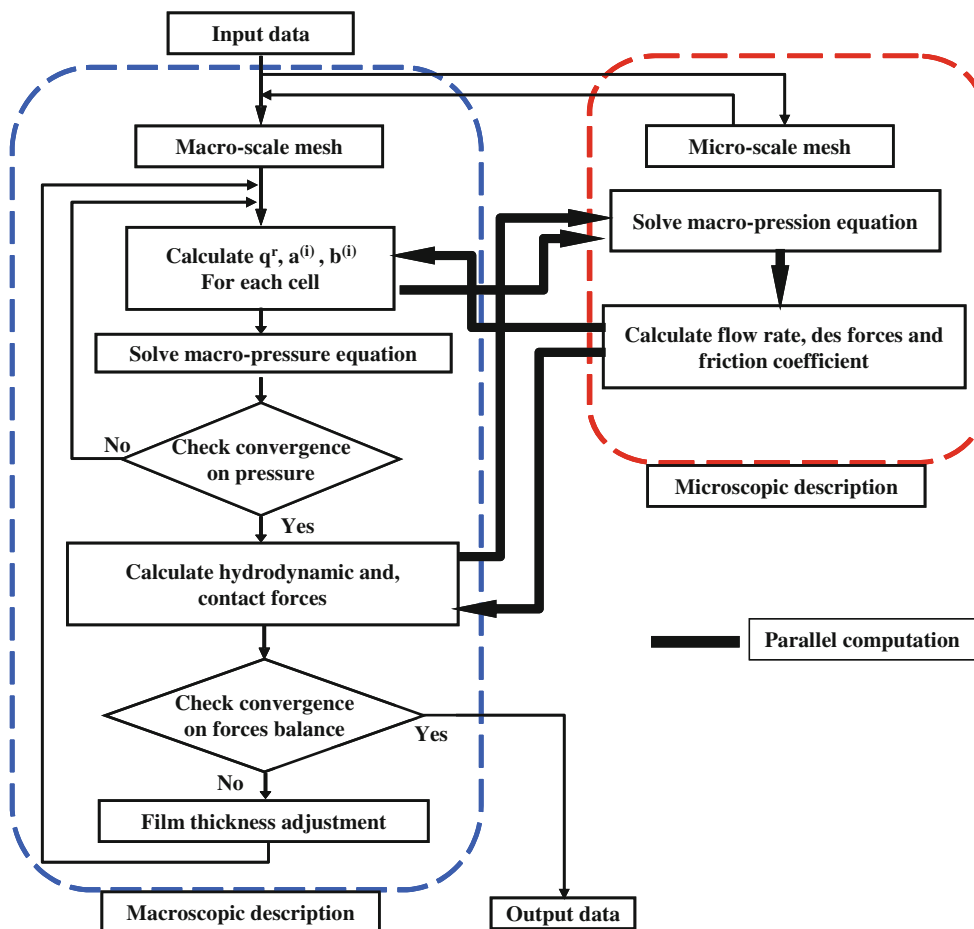 Input data
Macro-scale mesh
Micro-scale mesh
Calculate qʳ, a⁽ⁱ⁾ , b⁽ⁱ⁾
For each cell
Solve macro-pression equation
Solve macro-pressure equation
Calculate flow rate, des forces and
friction coefficient
No
Check convergence
on pressure
Yes
Microscopic description
Calculate hydrodynamic and,
contact forces
Parallel computation
Check convergence
on forces balance
Yes
No
Film thickness adjustment
Macroscopic description
Output data